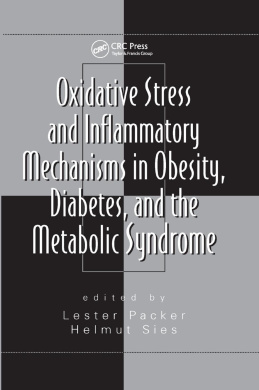 CRC
CRC Press
Taylor & Francis Group
Oxidative Stress
and Inflammatory
Mechanisms in Obesity,
Diabetes, and the
Metabolic Syndrome
edited by
Lester Packer
Helmut Sies